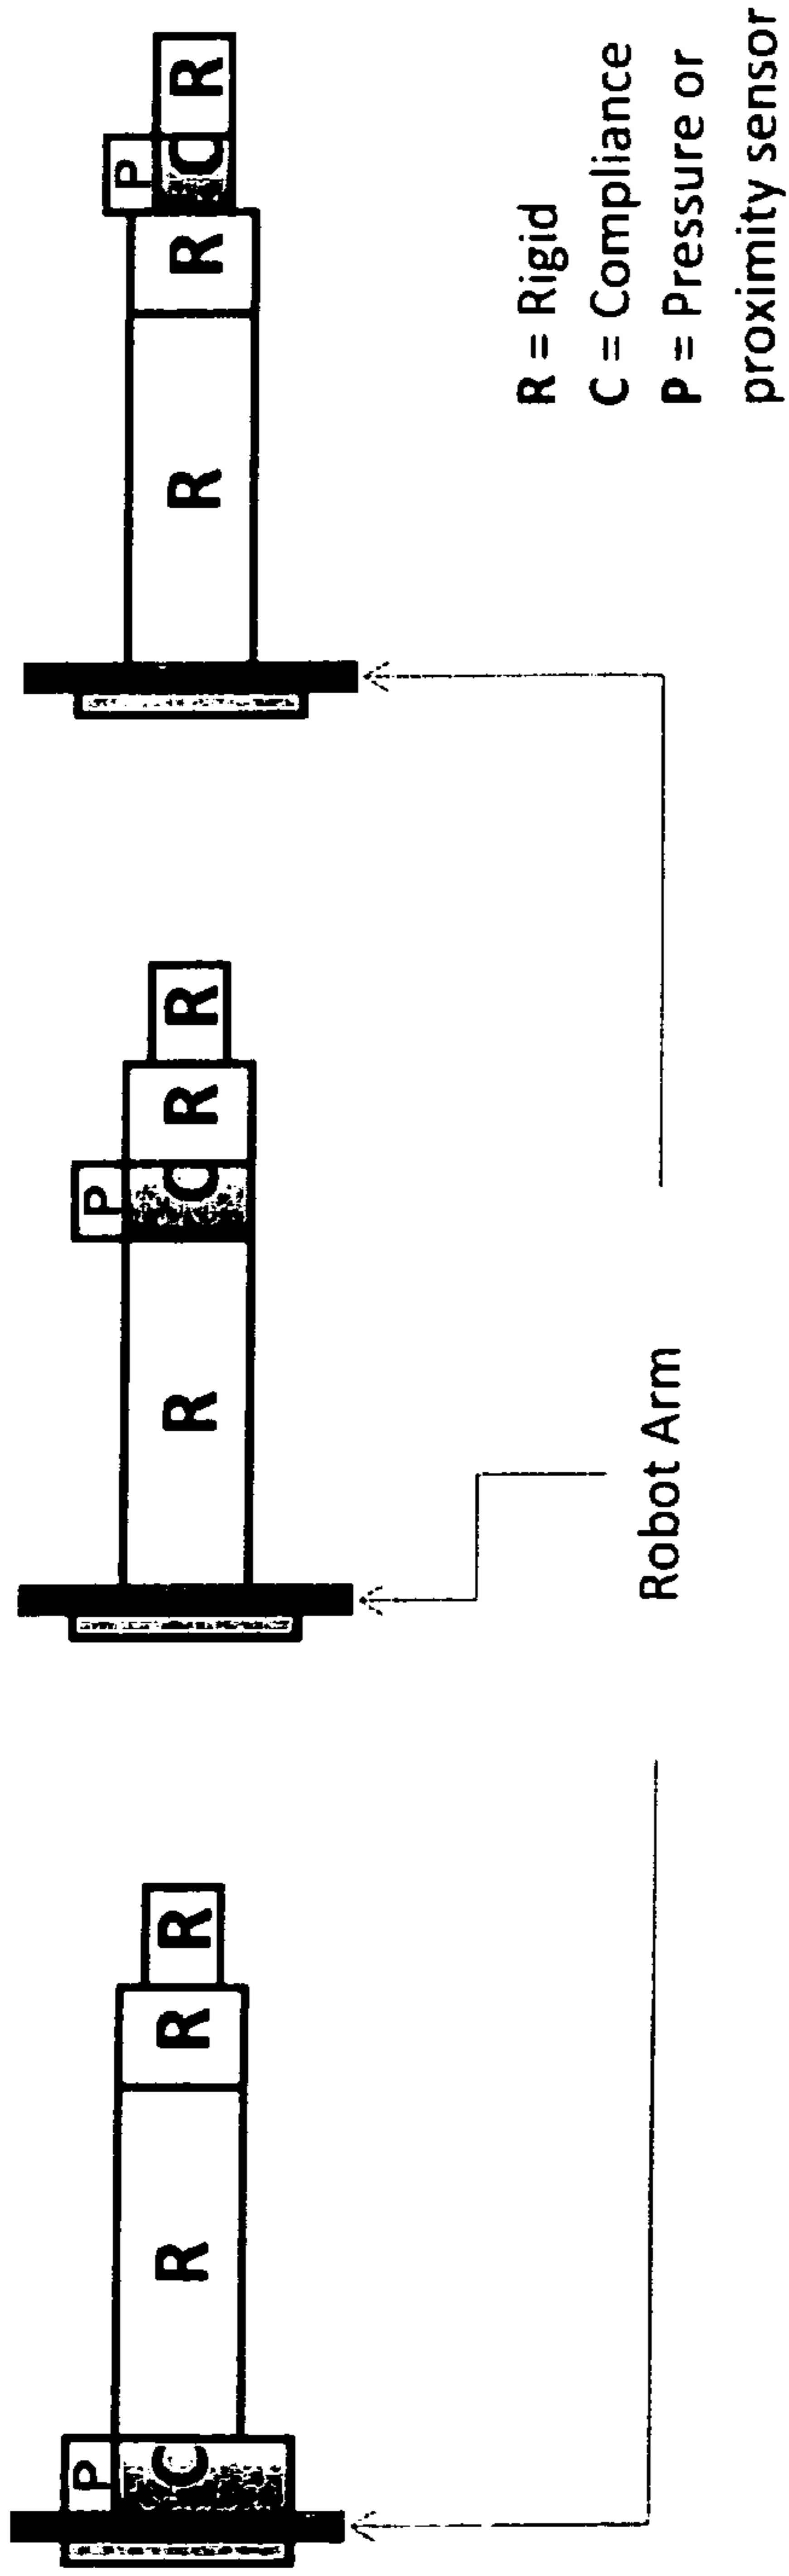 P
C R R R
P
R C R R
P
R R C R
Robot Arm
R = Rigid
C = Compliance
P = Pressure or
proximity sensor